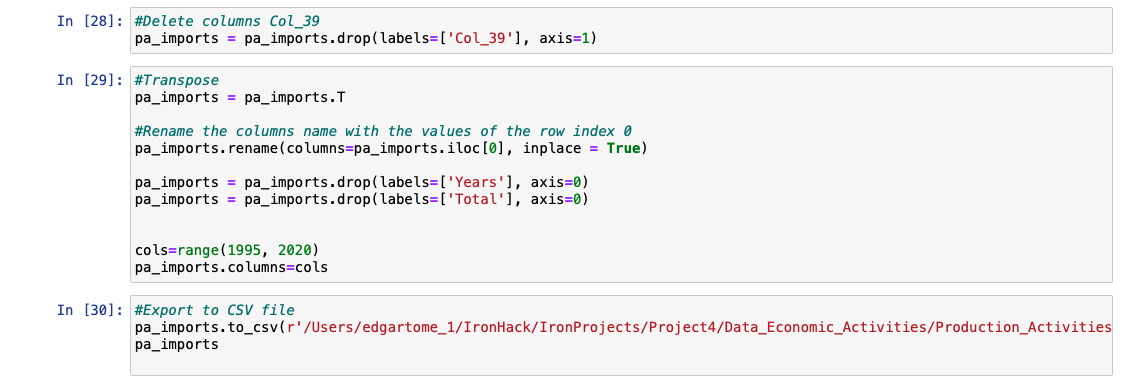 In [28]: #Delete columns Col_39
pa_imports = pa_imports.drop(labels=['Col_39'], axis=1)
In [29]: #Transpose
pa_imports = pa_imports.T
#Rename the columns name with the values of the row index 0
pa_imports.rename(columns=pa_imports.iloc[0], inplace = True)
pa_imports = pa_imports.drop(labels=['Years'], axis=0)
pa_imports = pa_imports.drop(labels=['Total'], axis=0)
cols=range(1995, 2020)
pa_imports.columns=cols
In [30]: #Export to CSV file
pa_imports.to_csv(r'/Users/edgartome_1/IronHack/IronProjects/Project4/Data_Economic_Activities/Production_Activities
pa_imports